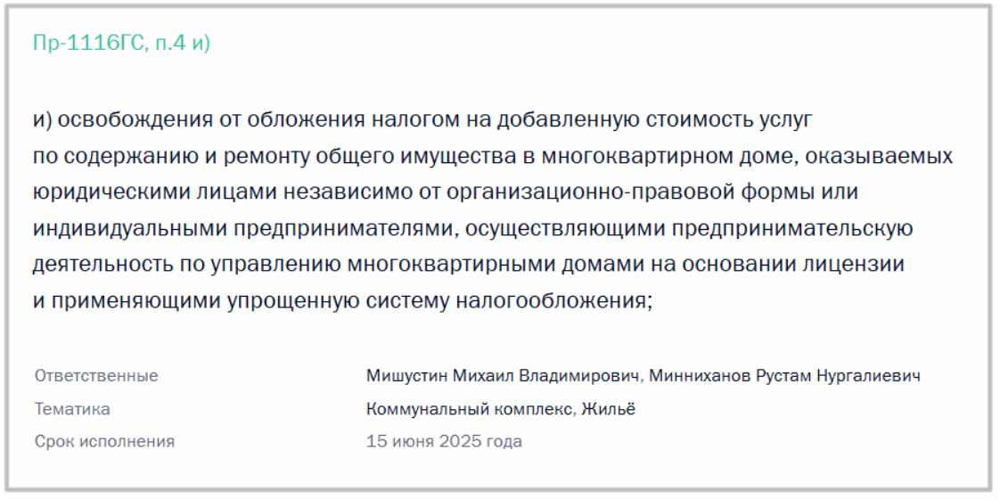 Пр-1116ГС, п.4 и)
и) освобождения от обложения налогом на добавленную стоимость услуг
по содержанию и ремонту общего имущества в многоквартирном доме, оказываемых
юридическими лицами независимо от организационно-правовой формы или
индивидуальными предпринимателями, осуществляющими предпринимательскую
деятельность по управлению многоквартирными домами на основании лицензии
и применяющими упрощенную систему налогообложения;
Ответственные Мишустин Михаил Владимирович, Минниханов Рустам Нургалиевич
Тематика Коммунальный комплекс, Жильё
Срок исполнения 15 июня 2025 года